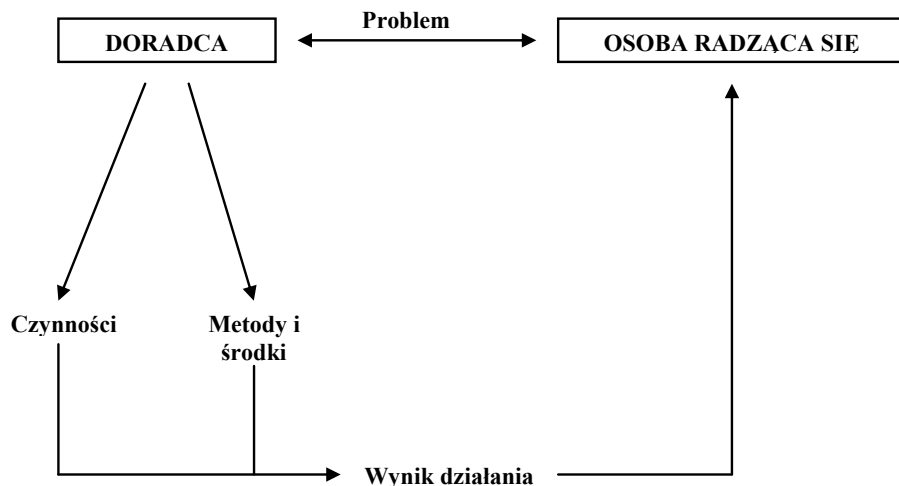 Problem
DORADCA
OSOBA RADZĄCA SIĘ
Czynności
Metody i
środki
Wynik działania